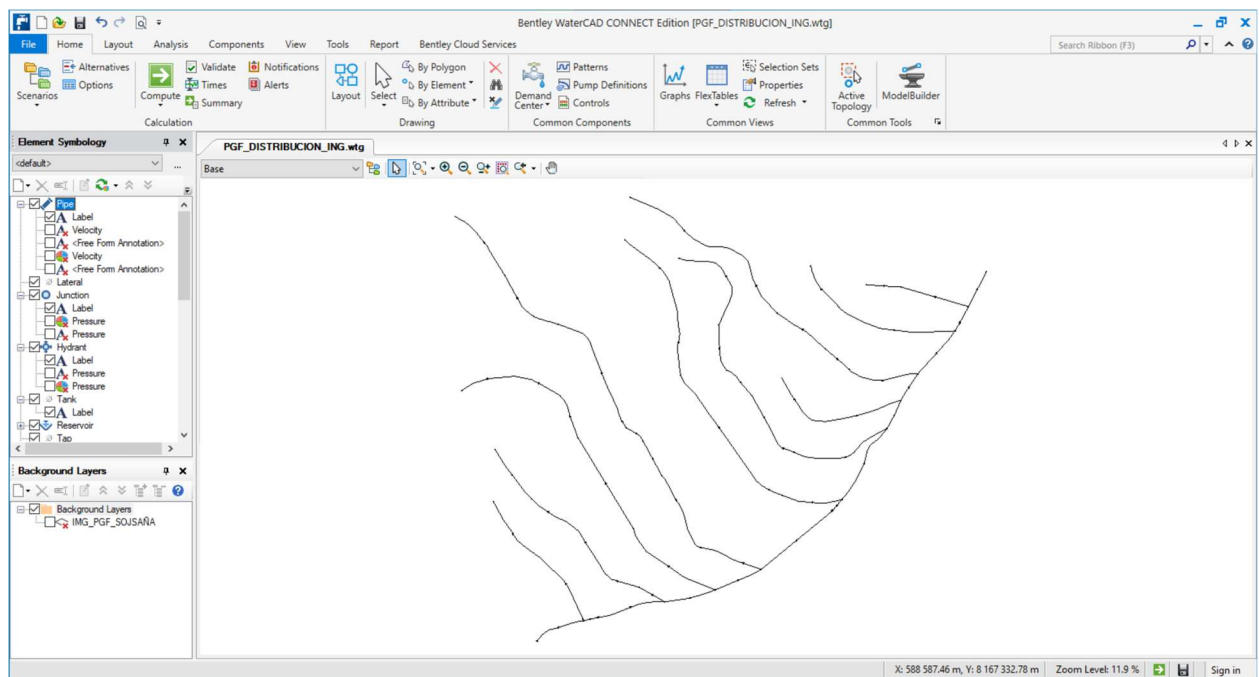 Bentley WaterCAD CONNECT Edition [PGF_DISTRIBUCION_ING.wtg]
File Home Layout Analysis Components View Tools Report Bentley Cloud Services Search Ribbon (F3)
Scenarios
Alternatives
Options
Compute
Validate
Times
Summary
Notifications
Alerts
Calculation
Layout
Select
By Polygon
By Element
By Attribute
Drawing
Demand
Center
Patterns
Pump Definitions
Controls
Common Components
Graphs
FlexTables
Selection Sets
Properties
Refresh
Common Views
Active
Topology
ModelBuilder
Common Tools
Element Symbology
<default>
...
Pipe
Label
Velocity
<Free Form Annotation>
Velocity
<Free Form Annotation>
Lateral
Junction
Label
Pressure
Pressure
Hydrant
Label
Pressure
Pressure
Tank
Label
Reservoir
Tap
Background Layers
Background Layers
IMG_PGF_SOJSAÑA
PGF_DISTRIBUCION_ING.wtg
Base
X: 588 587.46 m, Y: 8 167 332.78 m Zoom Level: 11.9 % Sign in